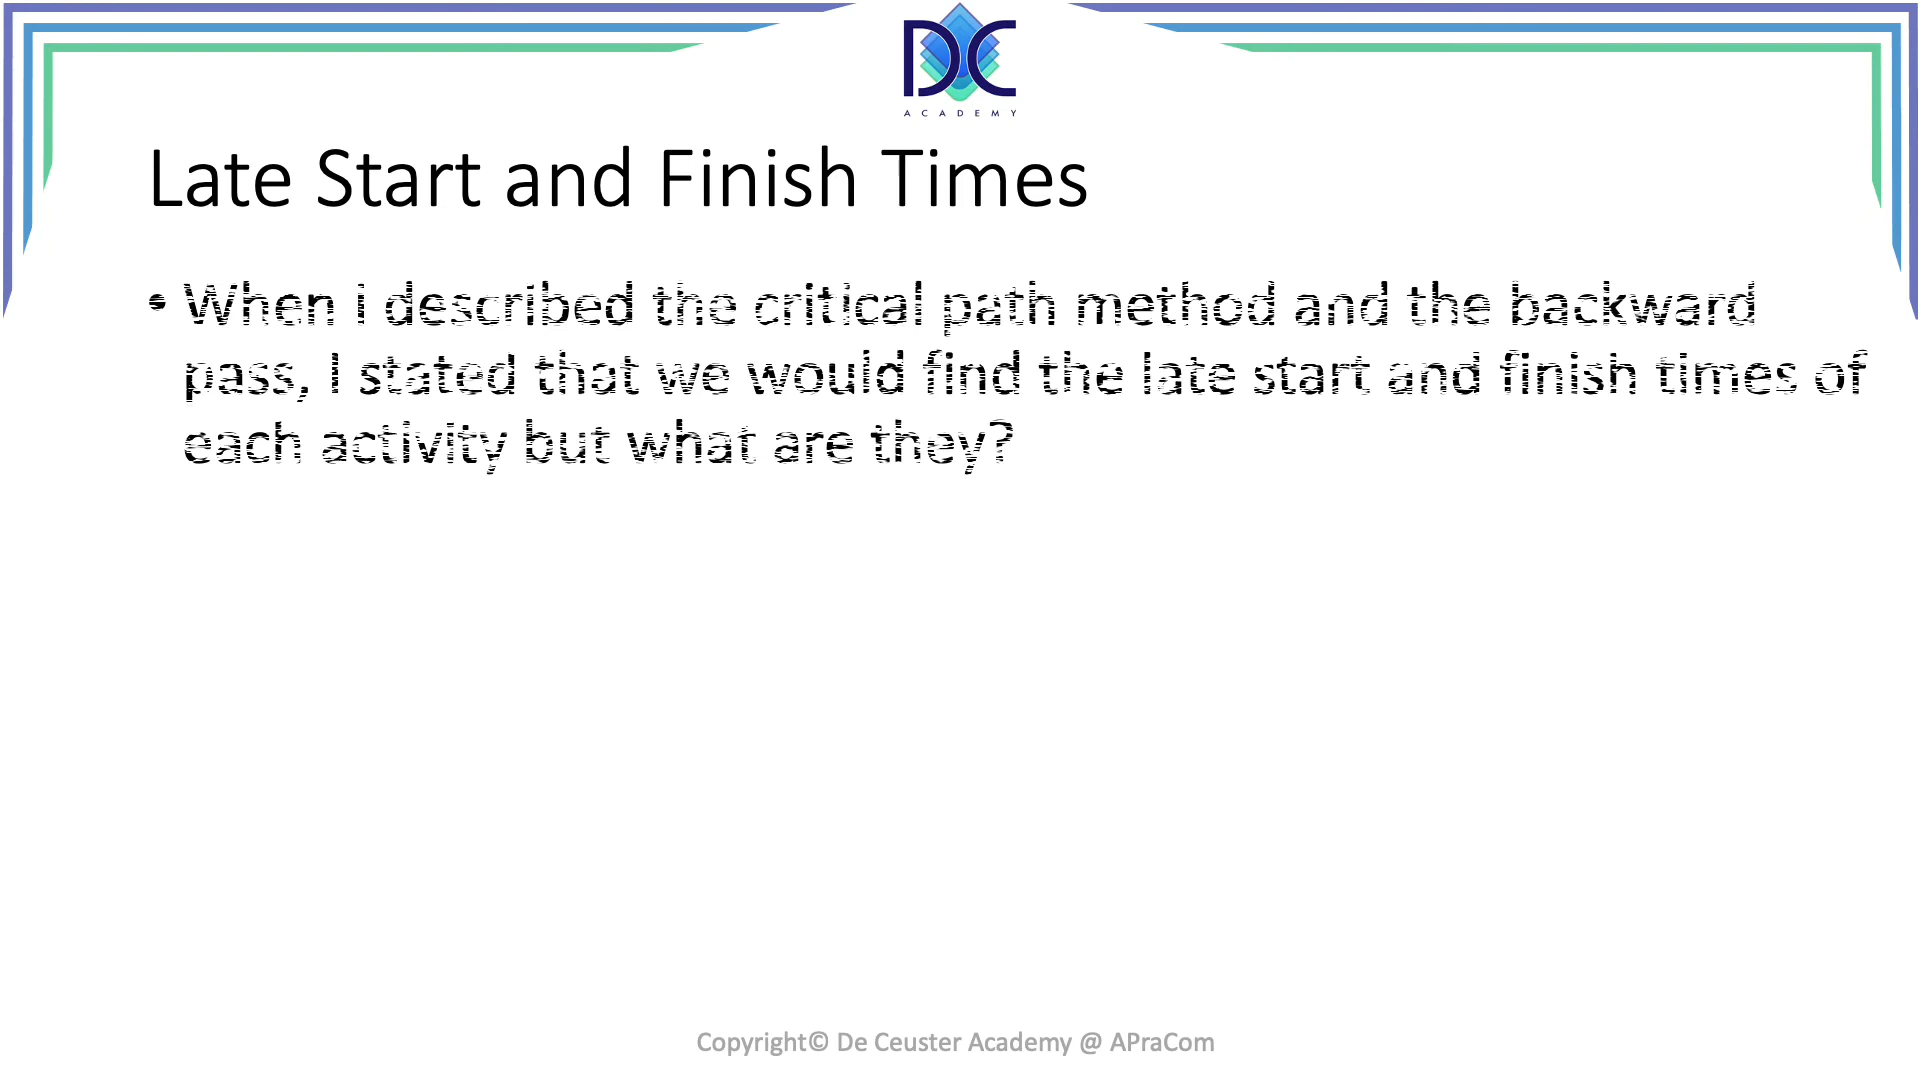 DC
ACADEMY
Late Start and Finish Times
• When I described the critical path method and the backward
pass, I stated that we would find the late start and finish times of
each activity but what are they?
Copyright© De Ceuster Academy @ APraCom